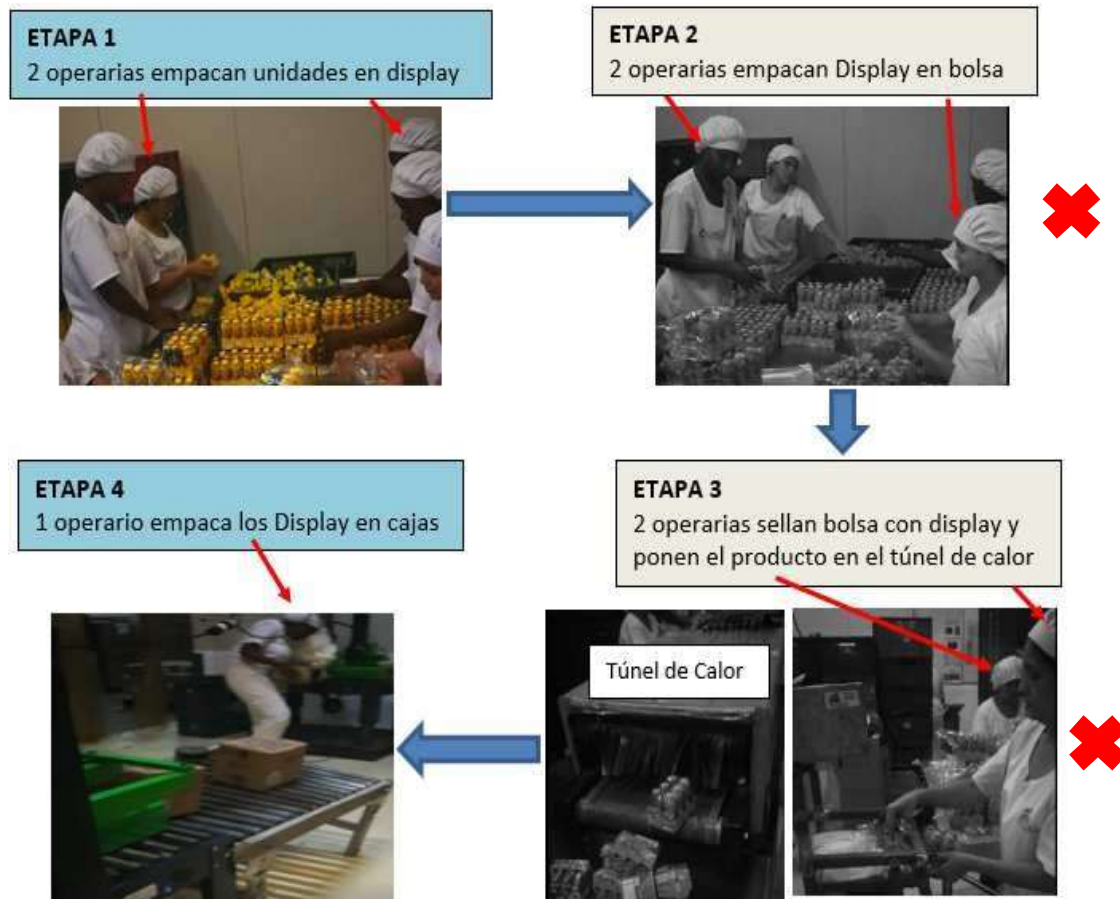 ETAPA 1
2 operarias empacan unidades en display
ETAPA 2
2 operarias empacan Display en bolsa
ETAPA 4
1 operario empaca los Display en cajas
ETAPA 3
2 operarias sellan bolsa con display y
ponen el producto en el túnel de calor
Túnel de Calor